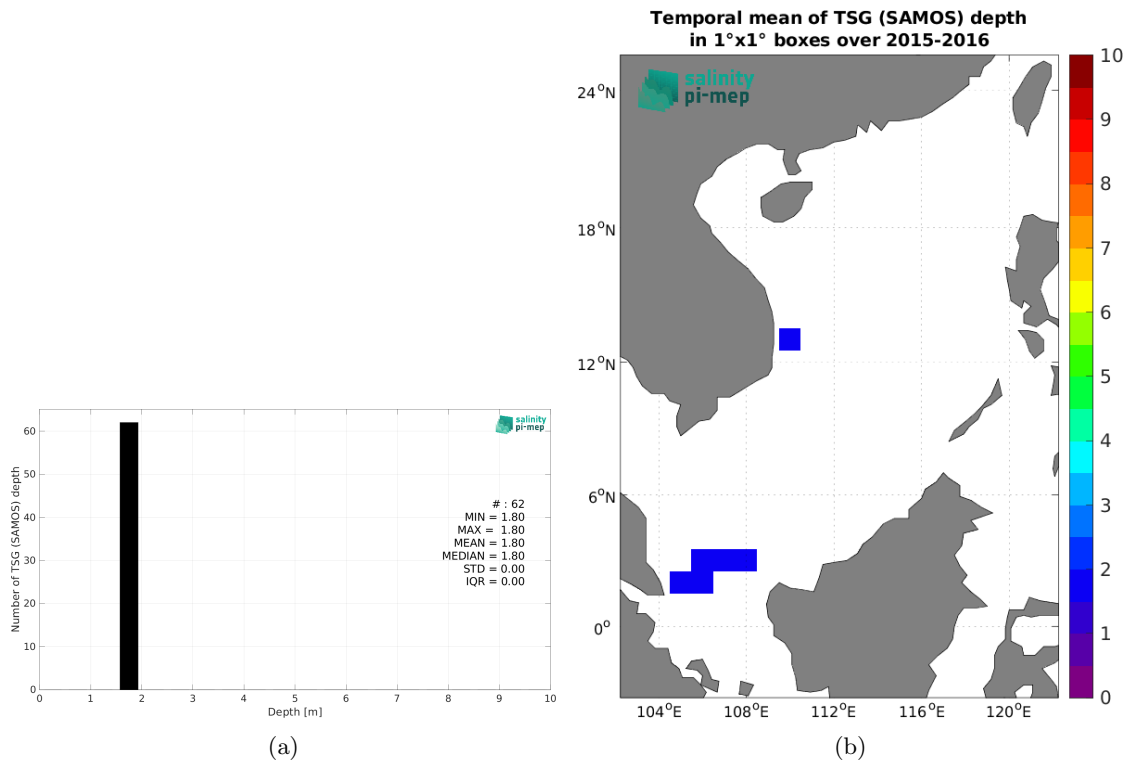 Temporal mean of TSG (SAMOS) depth
in 1°x1° boxes over 2015-2016
salinity
pi-mep
24°N
18°N
12°N
6°N
0°
104°E 108°E 112°E 116°E 120°E
10
9
8
7
6
5
4
3
2
1
0
(b)
salinity
pi-mep
Number of TSG (SAMOS) depth
60
50
40
30
20
10
0
# : 62
MIN = 1.80
MAX = 1.80
MEAN = 1.80
MEDIAN = 1.80
STD = 0.00
IQR = 0.00
0 1 2 3 4 5 6 7 8 9 10
Depth [m]
(a)